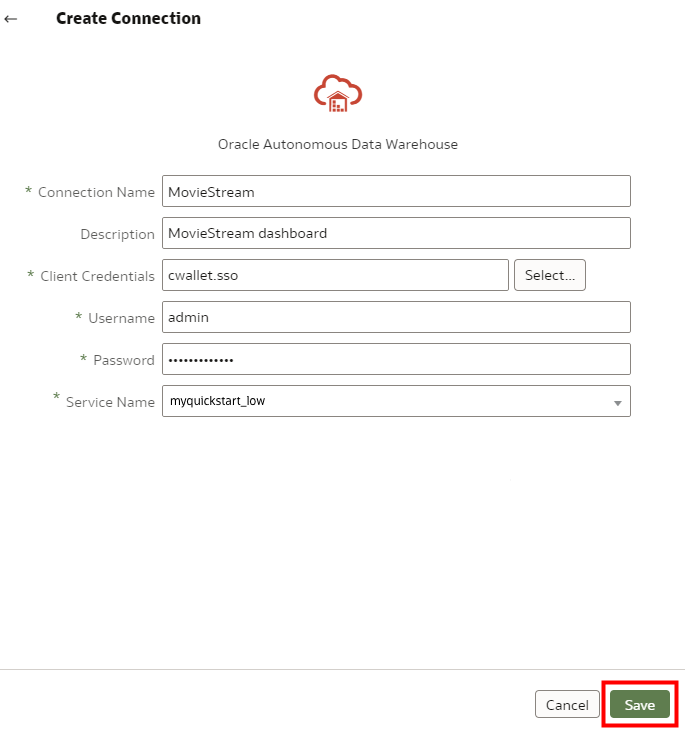 ← Create Connection
Oracle Autonomous Data Warehouse
* Connection Name MovieStream
Description MovieStream dashboard
* Client Credentials cwallet.sso Select...
* Username admin
* Password •••••••••••••
* Service Name myquickstart_low
Cancel Save